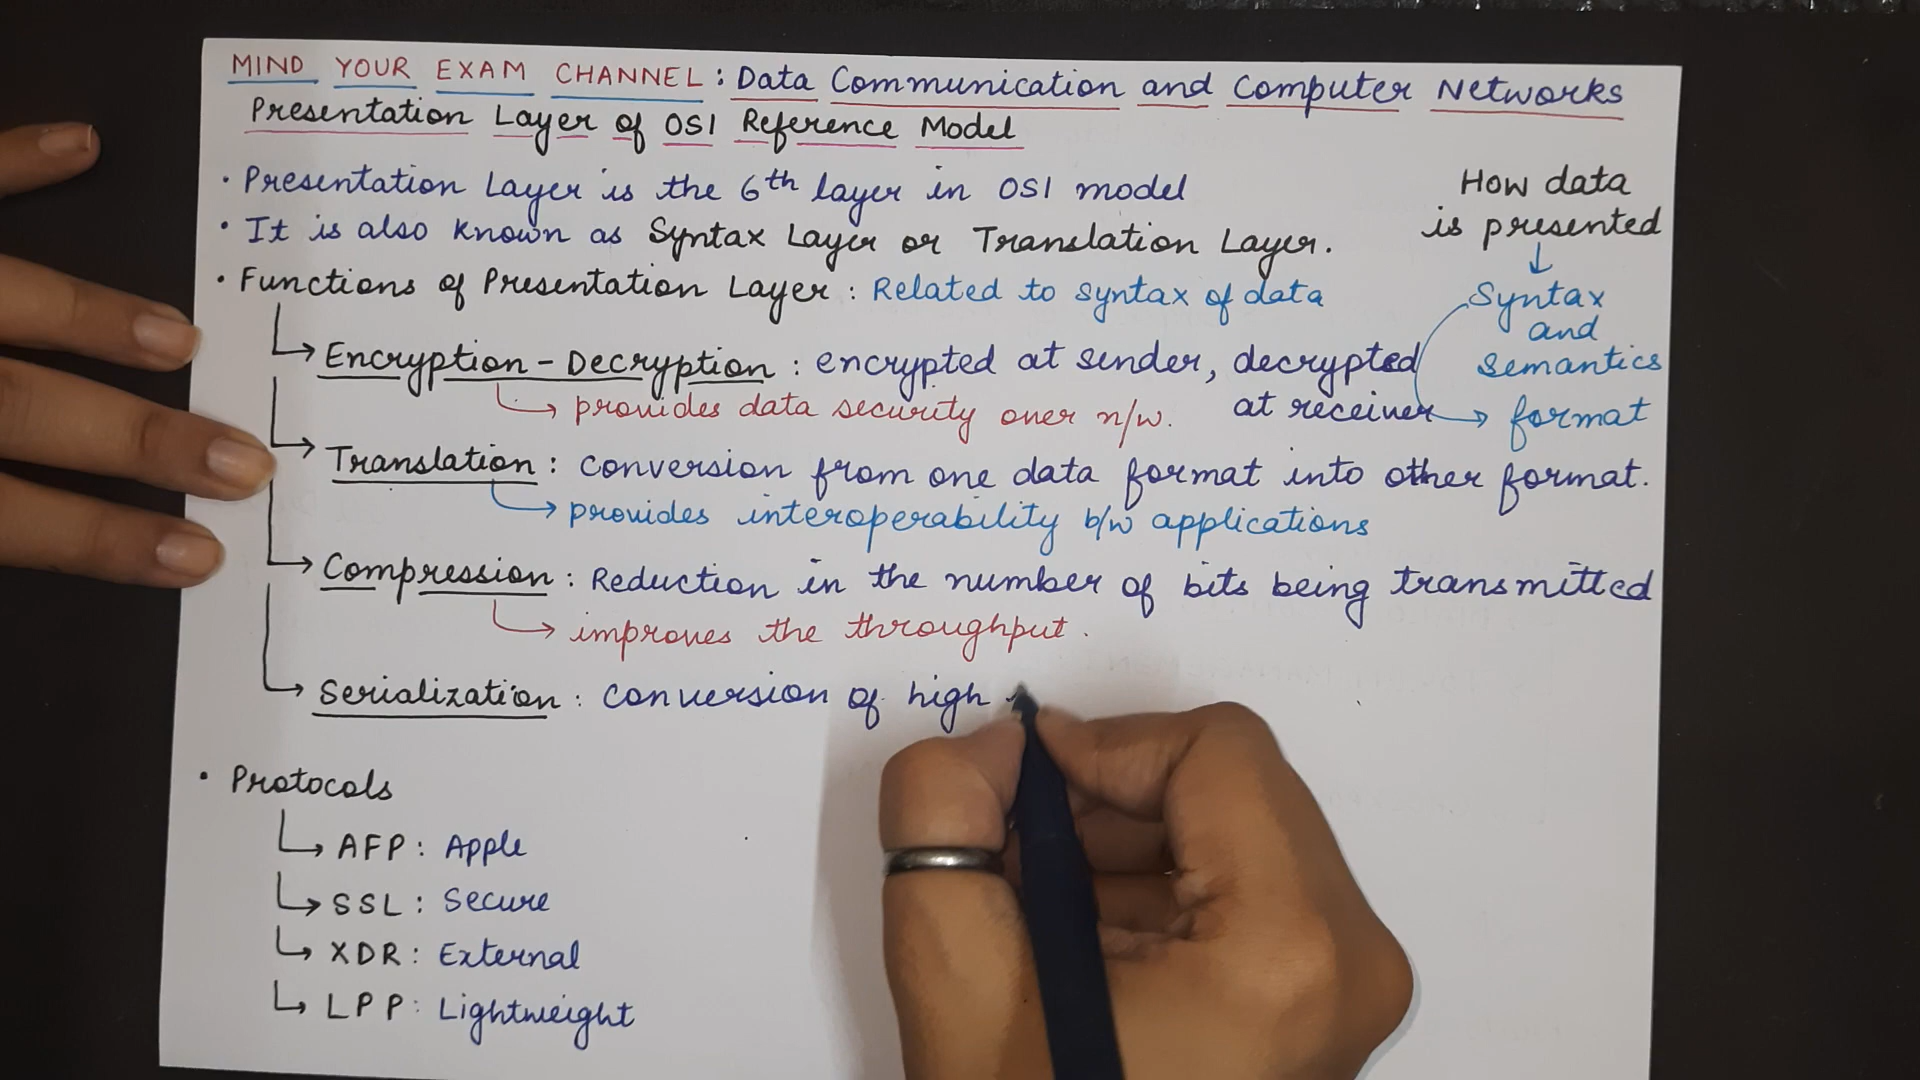 MIND YOUR EXAM CHANNEL : Data Communication and Computer Networks
Presentation Layer of OSI Reference Model
• Presentation Layer is the 6th layer in OSI model
• It is also known as Syntax Layer or Translation Layer.
• Functions of Presentation Layer : Related to syntax of data
How data
is presented
↓
Syntax
and
semantics
→ format
→ Encryption - Decryption : encrypted at sender, decrypted
at receiver
→ provides data security over n/w.
→ Translation : conversion from one data format into other format.
→ provides interoperability b/w applications
→ Compression : Reduction in the number of bits being transmitted
→ improves the throughput.
→ Serialization : conversion of high
• Protocols
→ AFP : Apple
→ SSL : Secure
→ XDR : External
→ LPP : Lightweight